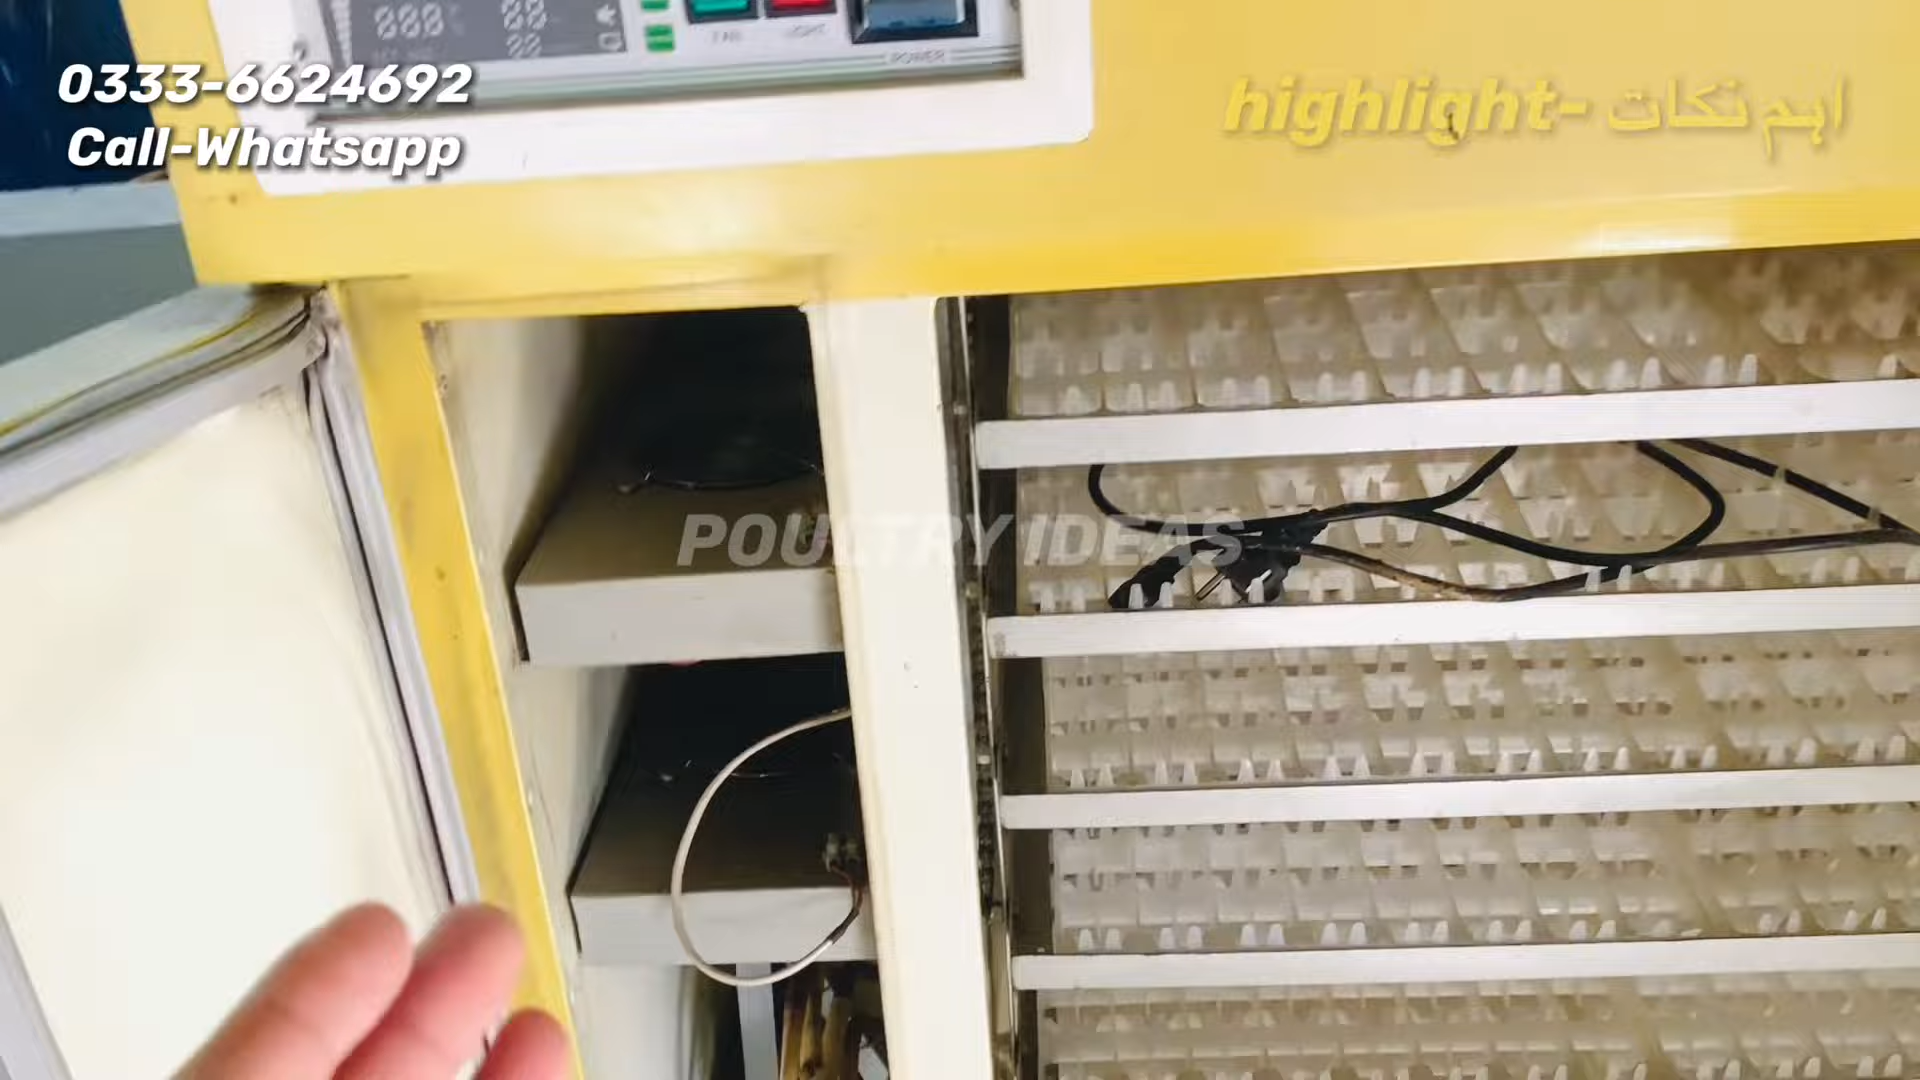 FAN
LIGHT
POWER
0333-6624692
Call-Whatsapp
highlight- اہم نکات
POULTRY IDEAS